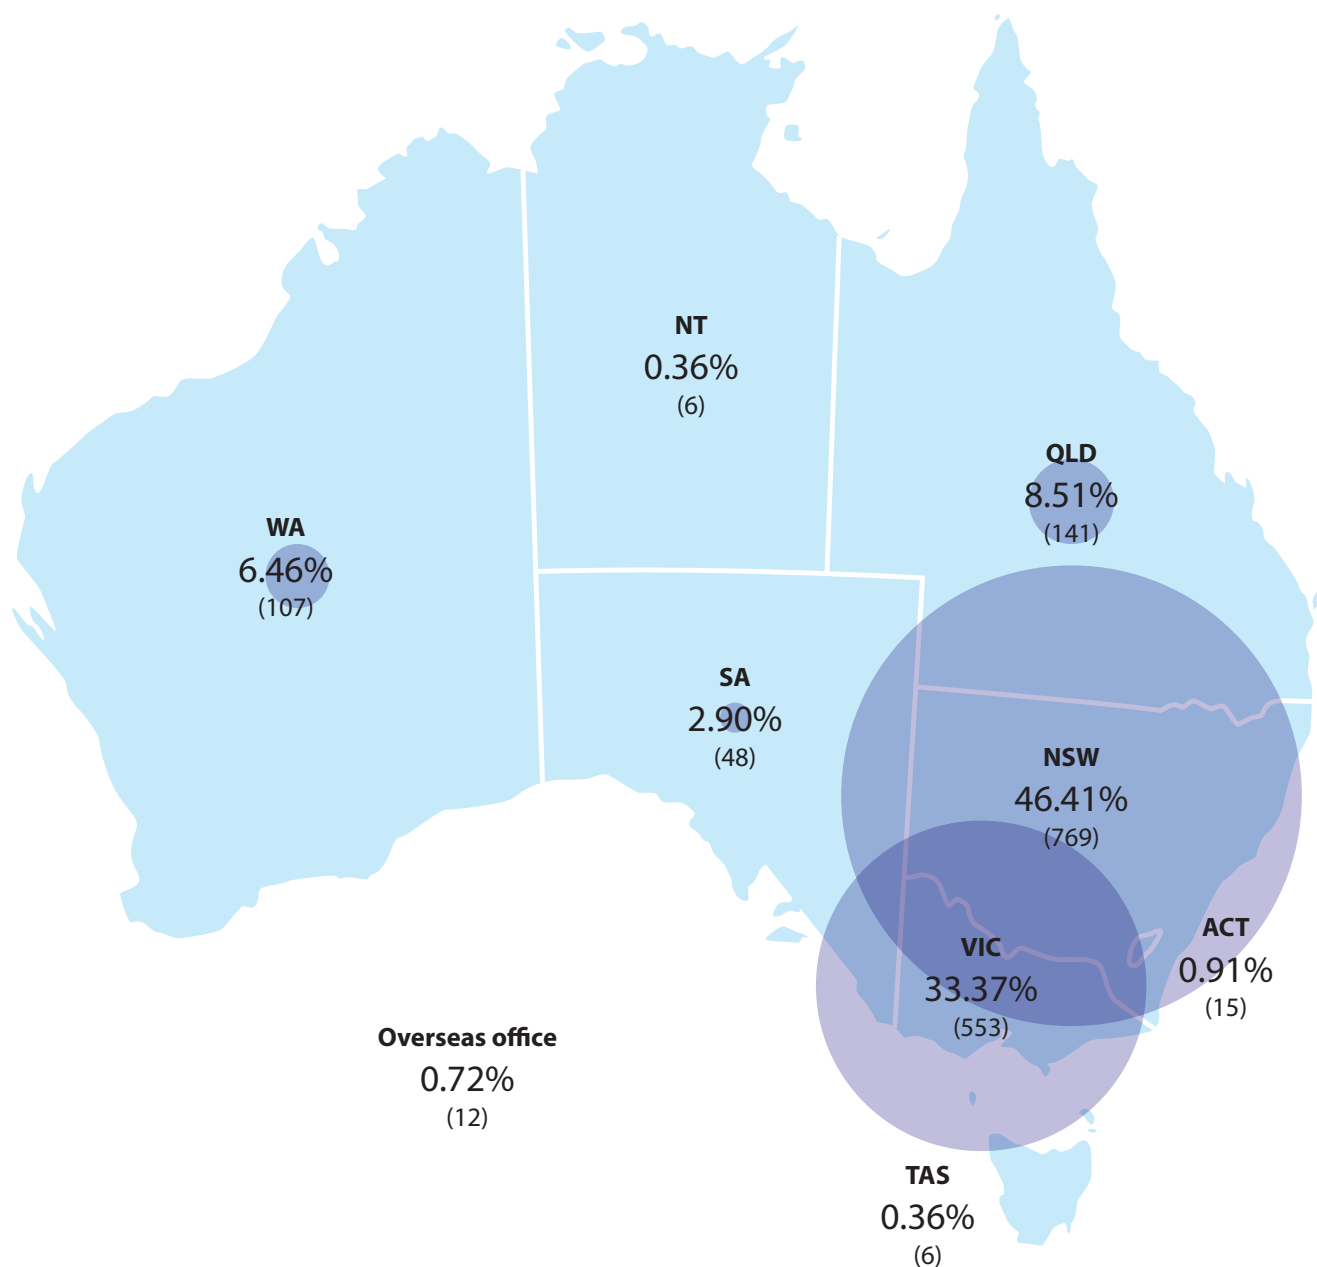 NT
0.36%
(6)
QLD
8.51%
(141)
WA
6.46%
(107)
SA
2.90%
(48)
NSW
46.41%
(769)
ACT
0.91%
(15)
VIC
33.37%
(553)
Overseas office
0.72%
(12)
TAS
0.36%
(6)